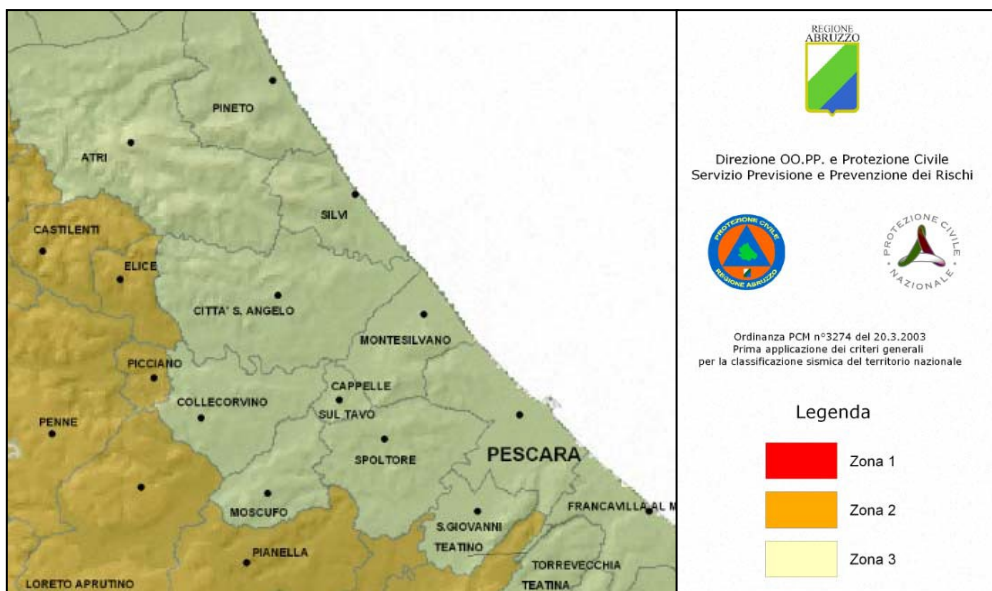 PINETO
ATRI
SILVI
CASTILENTI
ELICE
CITTA' S. ANGELO
MONTESILVANO
PICCIANO
CAPPELLE
SUL TAVO
COLLECORVINO
PENNE
SPOLTORE
PESCARA
MOSCUFO
FRANCAVILLA AL M
S.GIOVANNI
TEATINO
PIANELLA
TORREVECCHIA
TEATINA
LORETO APRUTINO
REGIONE
ABRUZZO
Direzione OO.PP. e Protezione Civile
Servizio Previsione e Prevenzione dei Rischi
PROTEZIONE CIVILE
REGIONE ABRUZZO
PROTEZIONE CIVILE
NAZIONALE
Ordinanza PCM n°3274 del 20.3.2003
Prima applicazione dei criteri generali
per la classificazione sismica del territorio nazionale
Legenda
Zona 1
Zona 2
Zona 3